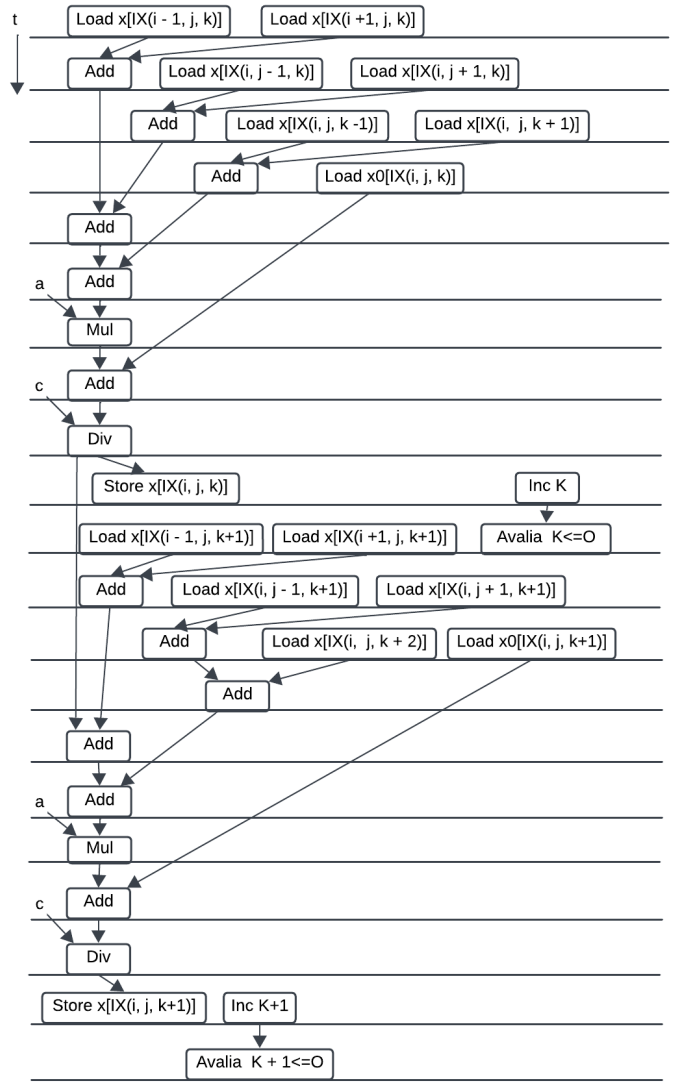 t
Load x[IX(i - 1, j, k)] Load x[IX(i +1, j, k)]
Add Load x[IX(i, j - 1, k)] Load x[IX(i, j + 1, k)]
Add Load x[IX(i, j, k -1)] Load x[IX(i, j, k + 1)]
Add Load x0[IX(i, j, k)]
Add
Add
a
Mul
Add
c
Div
Store x[IX(i, j, k)] Inc K
Load x[IX(i - 1, j, k+1)] Load x[IX(i +1, j, k+1)] Avalia K<=O
Add Load x[IX(i, j - 1, k+1)] Load x[IX(i, j + 1, k+1)]
Add Load x[IX(i, j, k + 2)] Load x0[IX(i, j, k+1)]
Add
Add
Add
a
Mul
Add
c
Div
Store x[IX(i, j, k+1)] Inc K+1
Avalia K + 1<=O